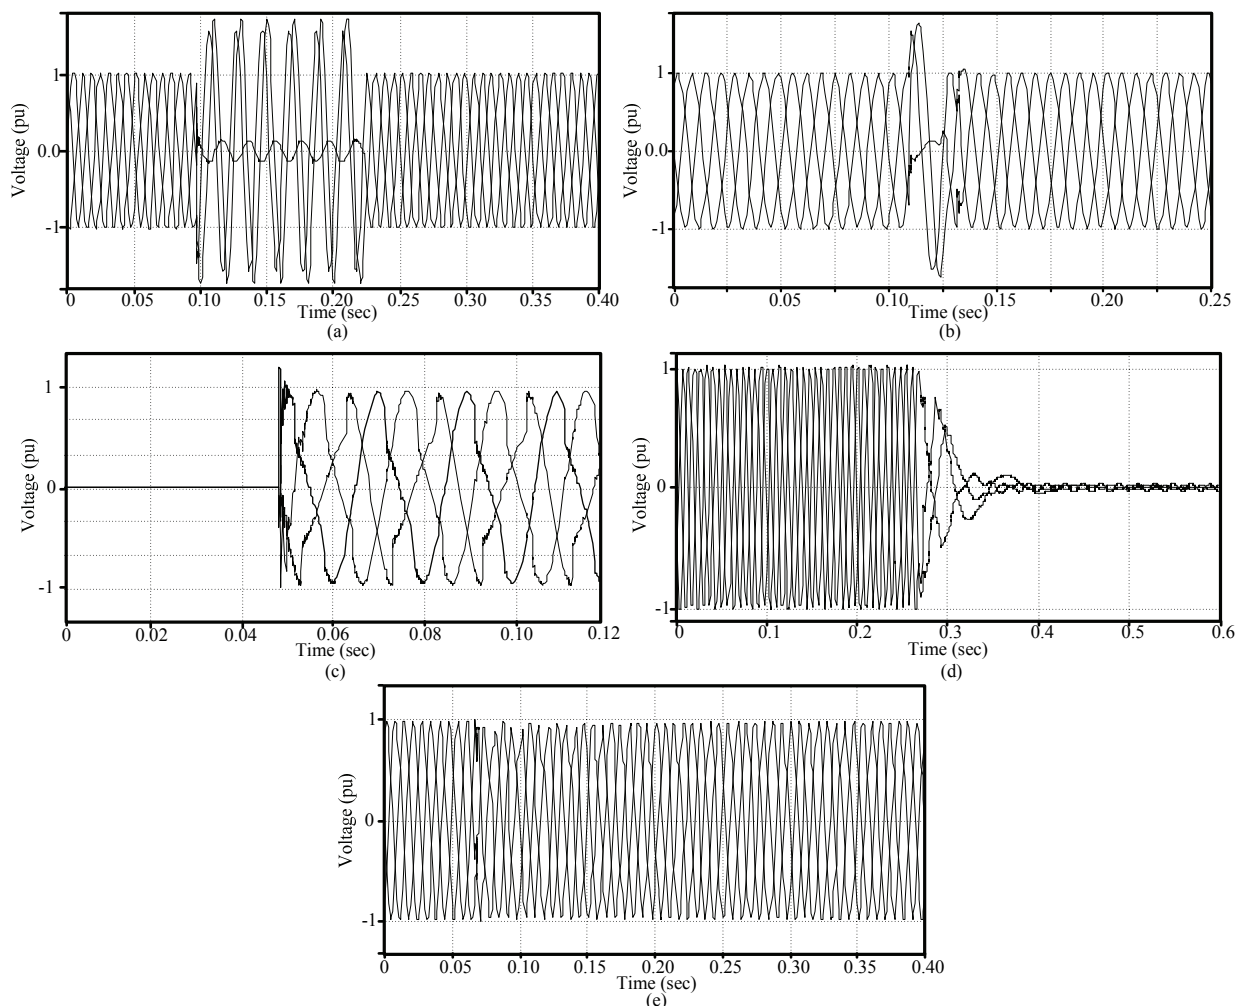 Voltage (pu)
1
0.0
-1
0 0.05 0.10 0.15 0.20 0.25 0.30 0.35 0.40
Time (sec)
(a)
Voltage (pu)
1
0.0
-1
0 0.05 0.10 0.15 0.20 0.25
Time (sec)
(b)
Voltage (pu)
1
0
-1
0 0.02 0.04 0.06 0.08 0.10 0.12
Time (sec)
(c)
Voltage (pu)
1
0
-1
0 0.1 0.2 0.3 0.4 0.5 0.6
Time (sec)
(d)
Voltage (pu)
1
0
-1
0 0.05 0.10 0.15 0.20 0.25 0.30 0.35 0.40
Time (sec)
(e)